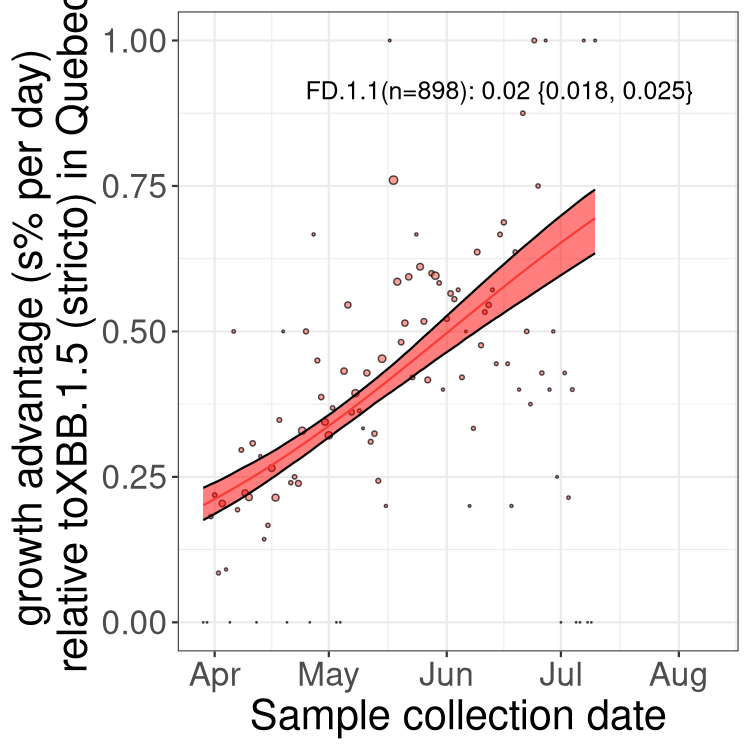 growth advantage (s% per day)
relative toXBB.1.5 (stricto) in Quebec
1.00
0.75
0.50
0.25
0.00
FD.1.1(n=898): 0.02 {0.018, 0.025}
Apr May Jun Jul Aug
Sample collection date